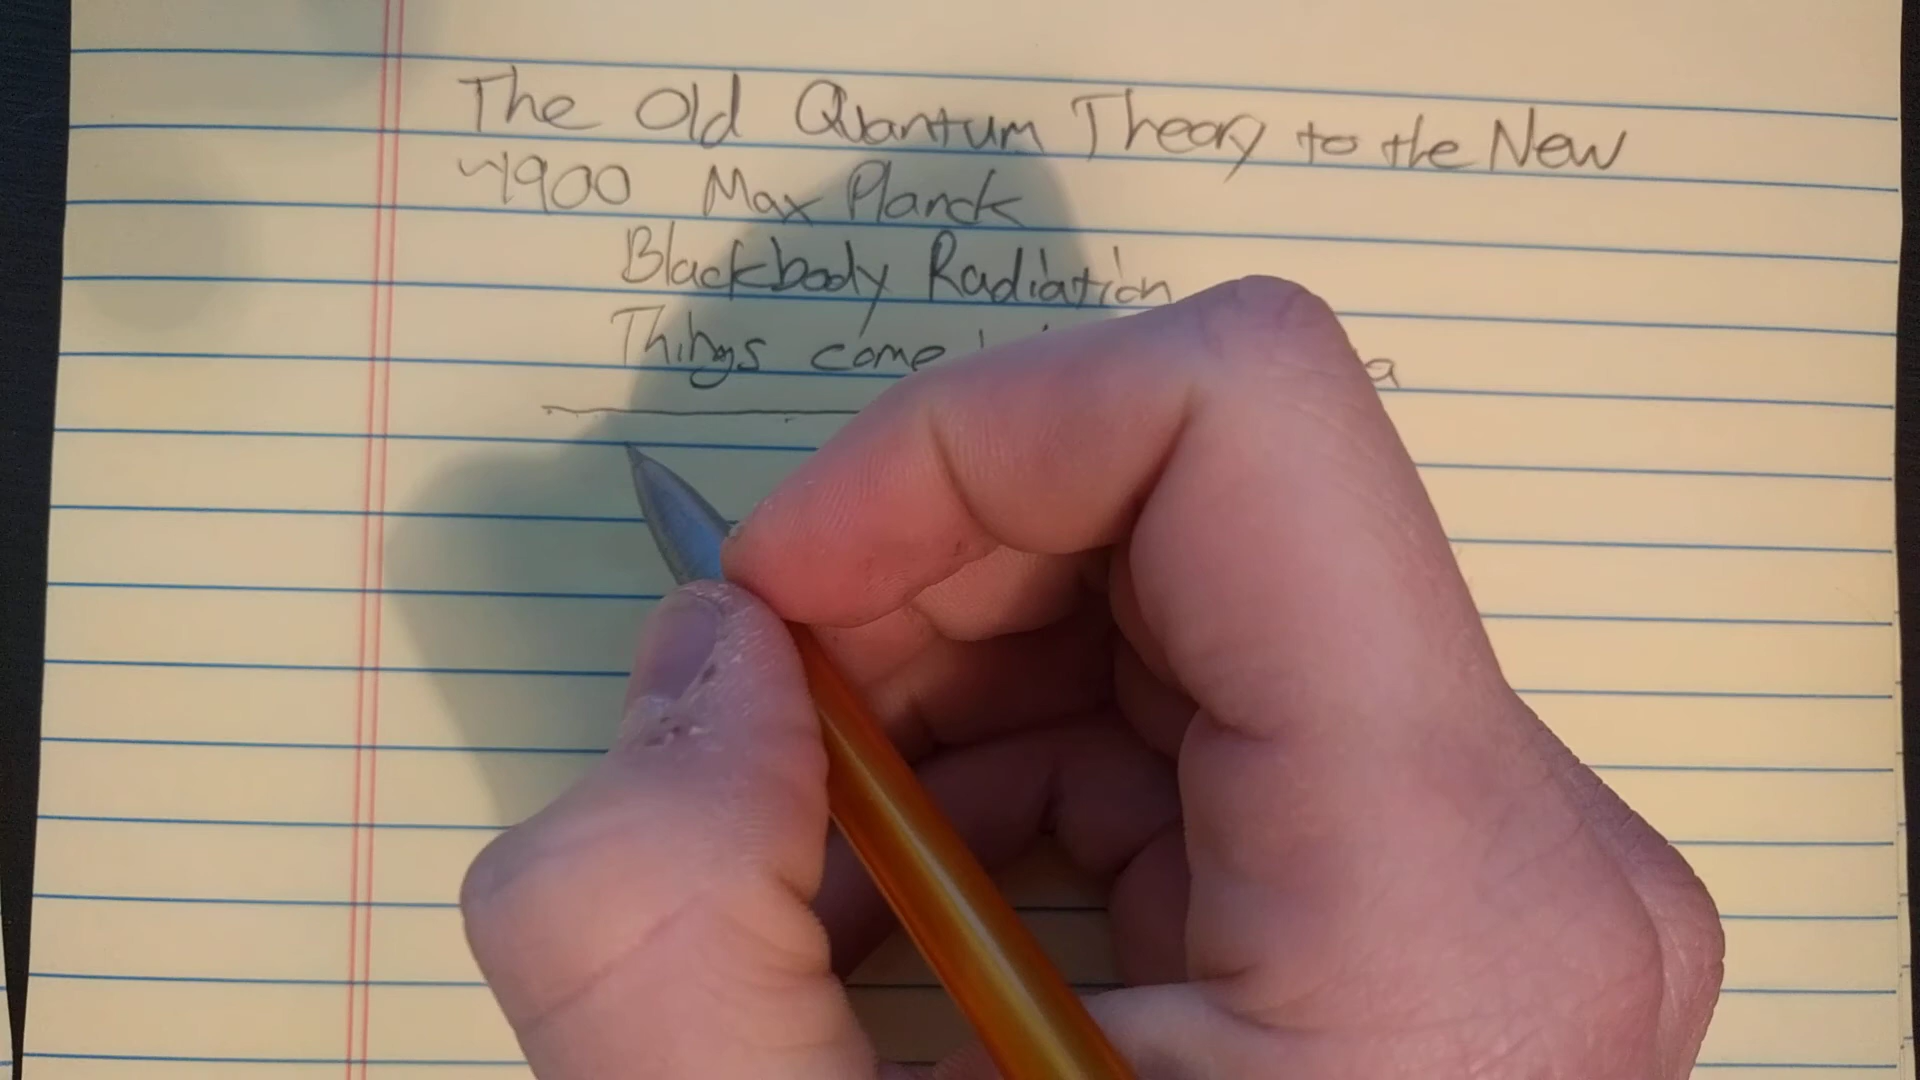 The Old Quantum Theory to the New
~1900 Max Planck
Blackbody Radiation
Things come